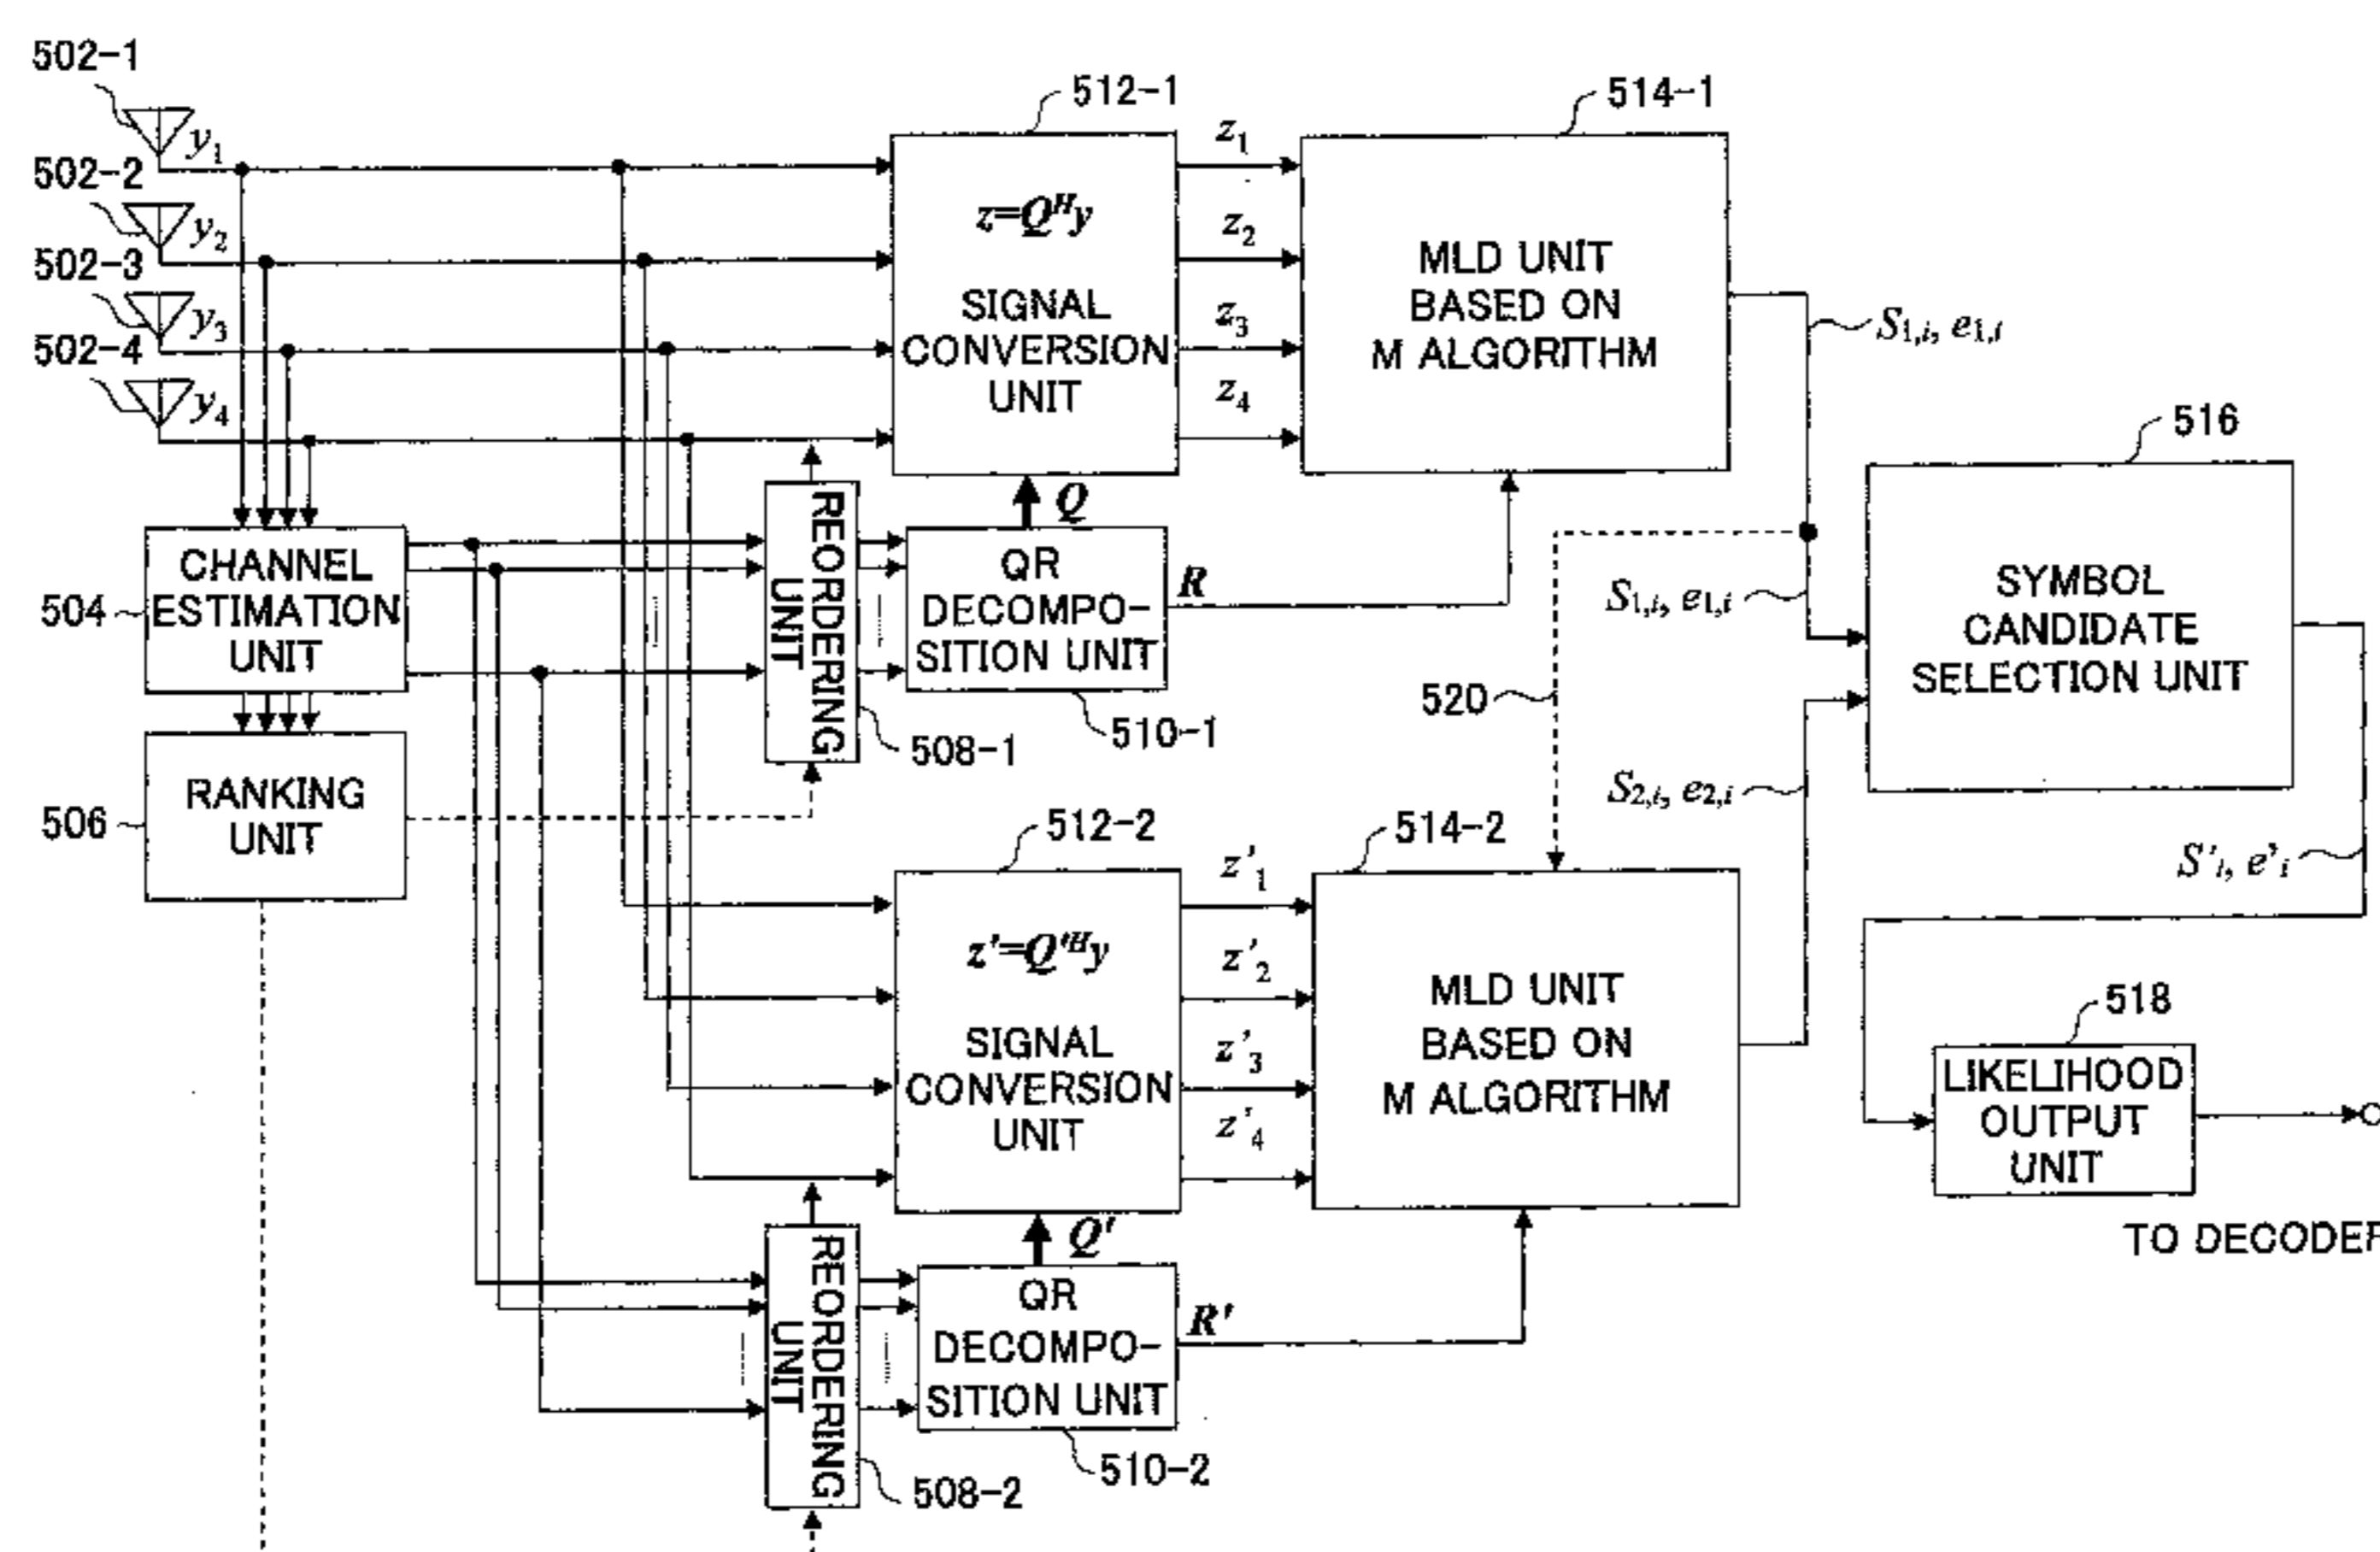 502-1
y1
502-2
y2
502-3
y3
502-4
y4
512-1
z=Q^H y
SIGNAL
CONVERSION
UNIT
z1
z2
z3
z4
514-1
MLD UNIT
BASED ON
M ALGORITHM
S1,i, e1,i
516
SYMBOL
CANDIDATE
SELECTION UNIT
S1,i, e1,i
S2,i, e2,i
S'i, e'i
504
CHANNEL
ESTIMATION
UNIT
REORDERING
UNIT
508-1
Q
QR
DECOMPO-
SITION UNIT
510-1
R
520
506
RANKING
UNIT
512-2
z'=Q'^H y
SIGNAL
CONVERSION
UNIT
z'1
z'2
z'3
z'4
514-2
MLD UNIT
BASED ON
M ALGORITHM
518
LIKELIHOOD
OUTPUT
UNIT
TO DECODER
REORDERING
UNIT
508-2
Q'
QR
DECOMPO-
SITION UNIT
510-2
R'